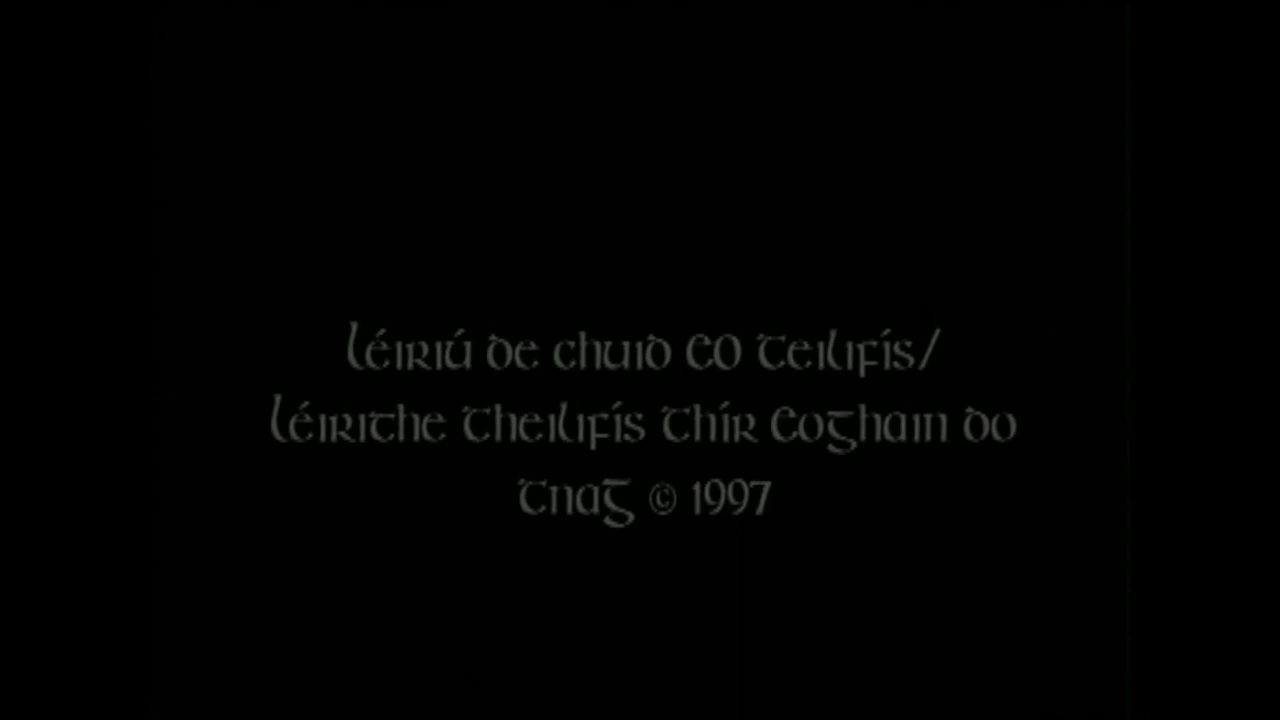 Léiriú de chuid EO Teilifís/
Léirithe Theilifís Thír Eoghain do
TnaG © 1997